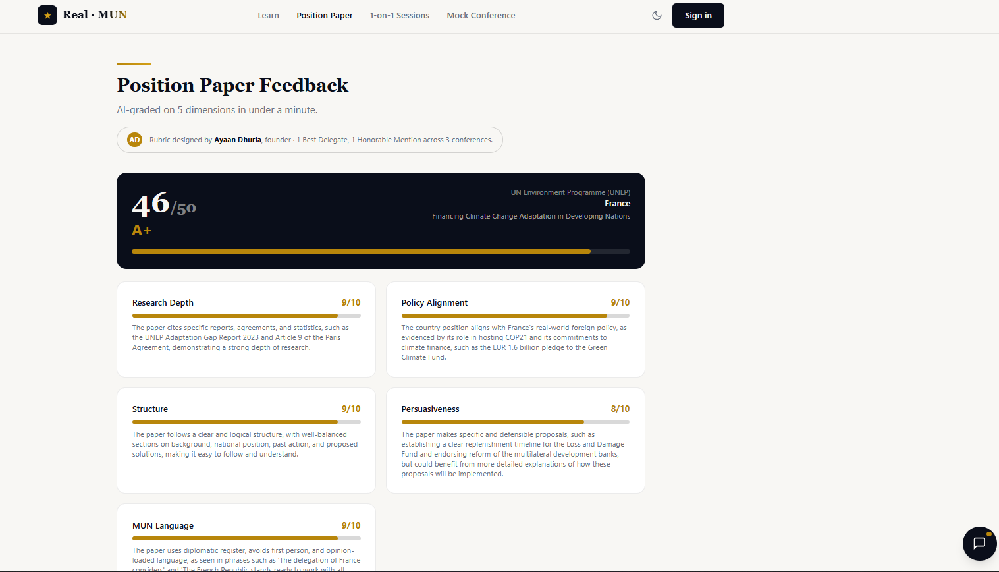 Real · MUN
Learn
Position Paper
1-on-1 Sessions
Mock Conference
Sign in
Position Paper Feedback
AI-graded on 5 dimensions in under a minute.
AD
Rubric designed by Ayaan Dhuria, founder · 1 Best Delegate, 1 Honorable Mention across 3 conferences.
46/50
A+
UN Environment Programme (UNEP)
France
Financing Climate Change Adaptation in Developing Nations
Research Depth 9/10
The paper cites specific reports, agreements, and statistics, such as
the UNEP Adaptation Gap Report 2023 and Article 9 of the Paris
Agreement, demonstrating a strong depth of research.
Policy Alignment 9/10
The country position aligns with France's real-world foreign policy, as
evidenced by its role in hosting COP21 and its commitments to
climate finance, such as the EUR 1.6 billion pledge to the Green
Climate Fund.
Structure 9/10
The paper follows a clear and logical structure, with well-balanced
sections on background, national position, past action, and proposed
solutions, making it easy to follow and understand.
Persuasiveness 8/10
The paper makes specific and defensible proposals, such as
establishing a clear replenishment timeline for the Loss and Damage
Fund and endorsing reform of the multilateral development banks,
but could benefit from more detailed explanations of how these
proposals will be implemented.
MUN Language 9/10
The paper uses diplomatic register, avoids first person, and opinion-
loaded language, as seen in phrases such as 'The delegation of France
considers' and 'The French Republic stands ready to work with all